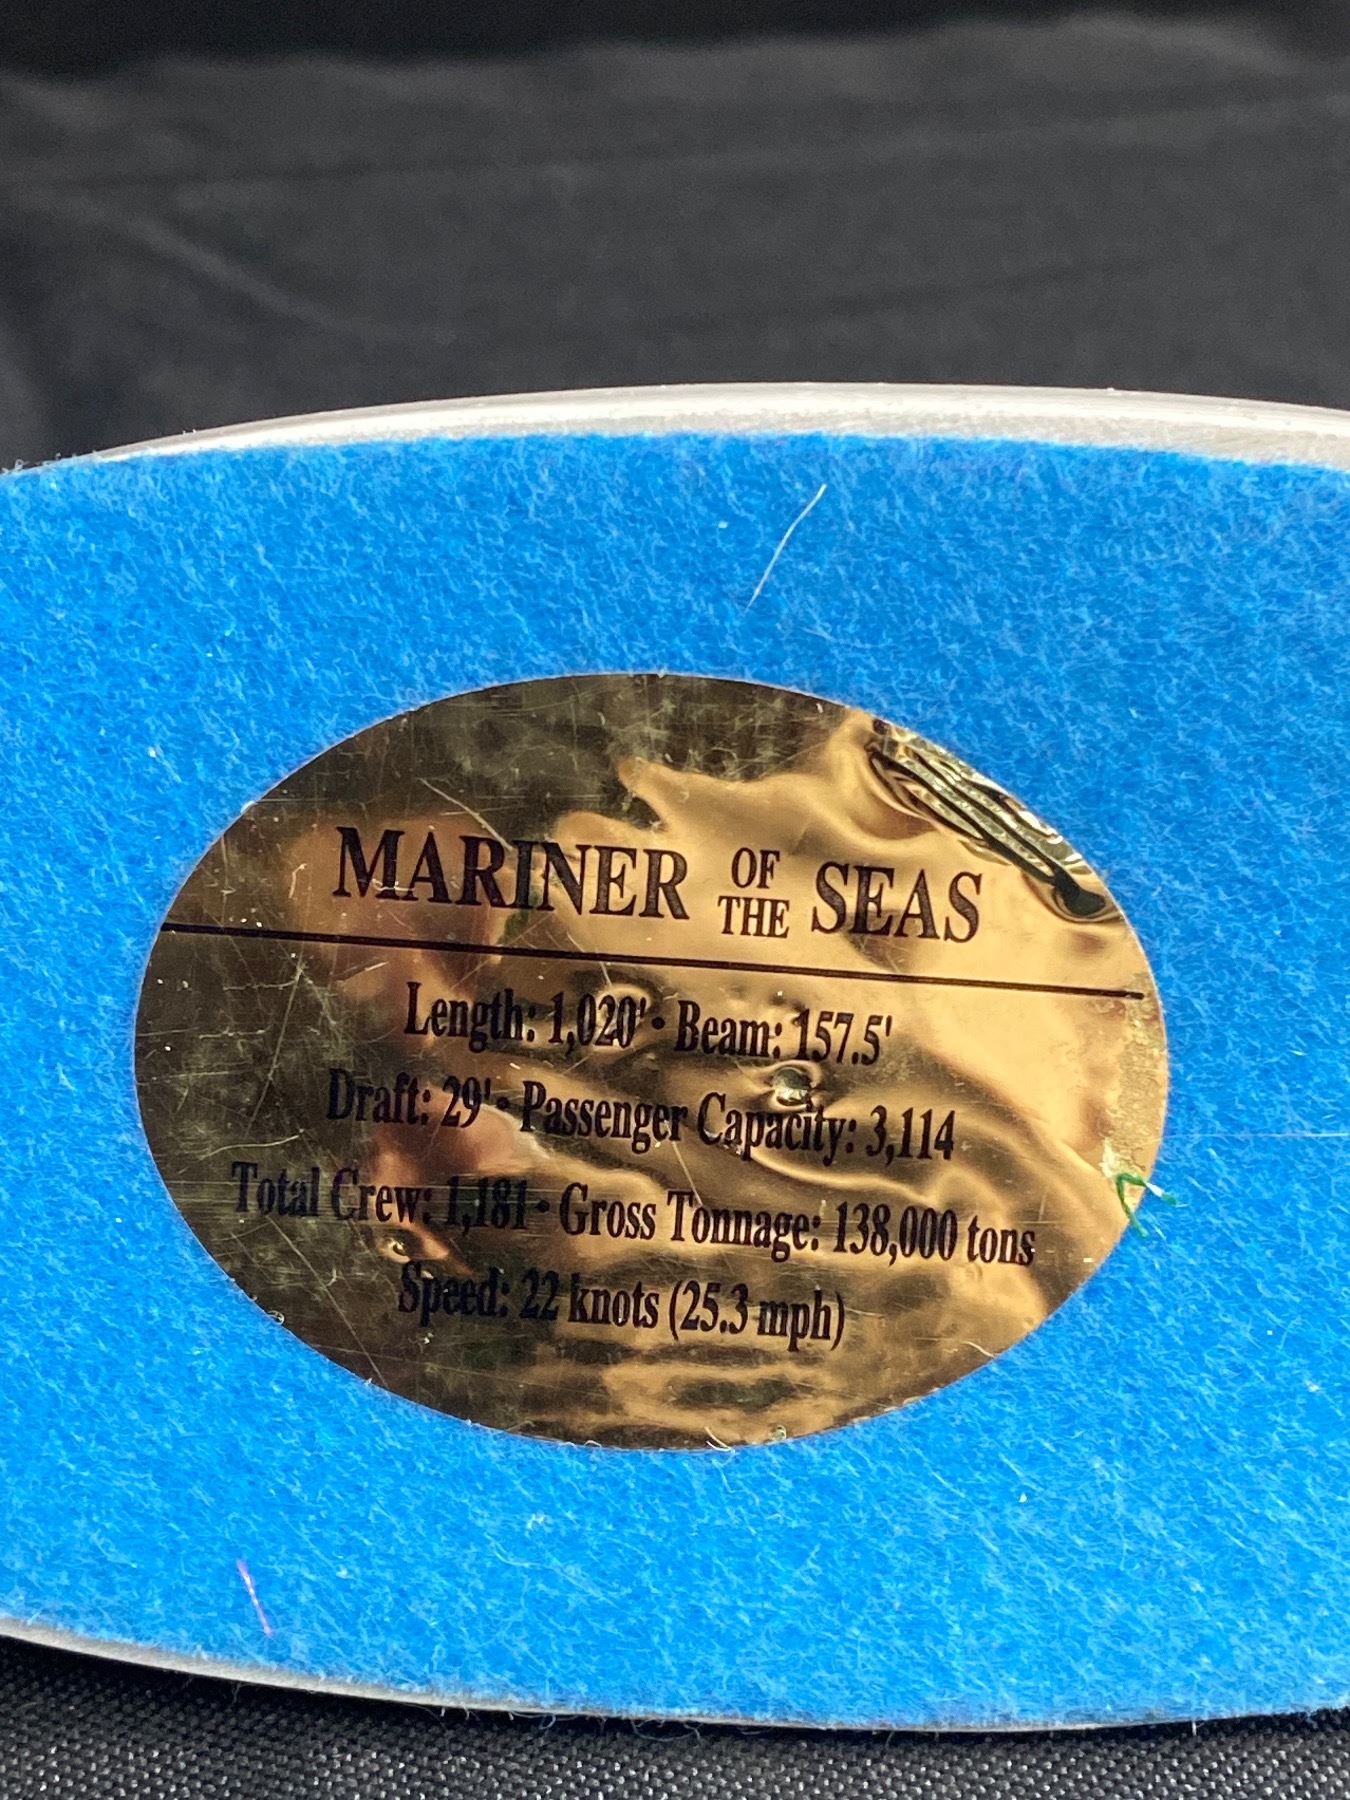 MARINER OF THE SEAS
Length: 1,020' · Beam: 157.5'
Draft: 29' · Passenger Capacity: 3,114
Total Crew: 1,181 · Gross Tonnage: 138,000 tons
Speed: 22 knots (25.3 mph)